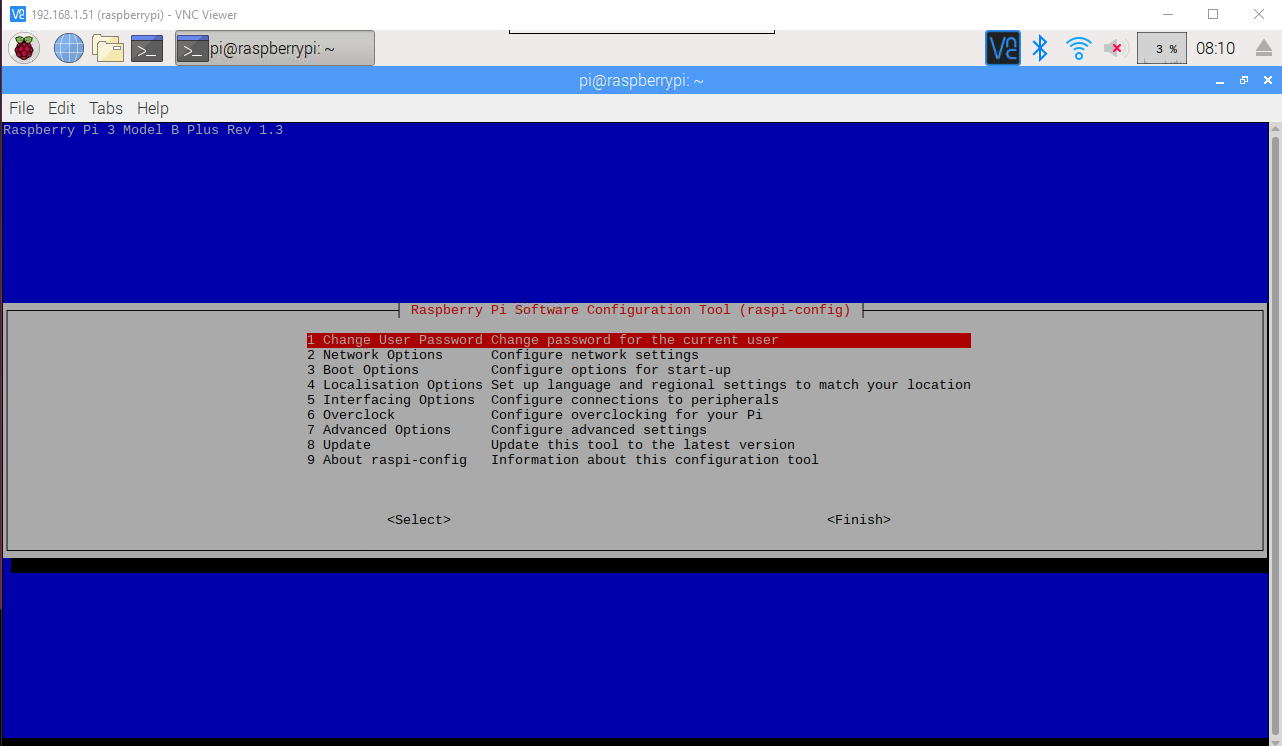 192.168.1.51 (raspberrypi) - VNC Viewer
pi@raspberrypi: ~
3 %
08:10
pi@raspberrypi: ~
File Edit Tabs Help
Raspberry Pi 3 Model B Plus Rev 1.3
Raspberry Pi Software Configuration Tool (raspi-config)
1 Change User Password Change password for the current user
2 Network Options Configure network settings
3 Boot Options Configure options for start-up
4 Localisation Options Set up language and regional settings to match your location
5 Interfacing Options Configure connections to peripherals
6 Overclock Configure overclocking for your Pi
7 Advanced Options Configure advanced settings
8 Update Update this tool to the latest version
9 About raspi-config Information about this configuration tool
<Select> <Finish>